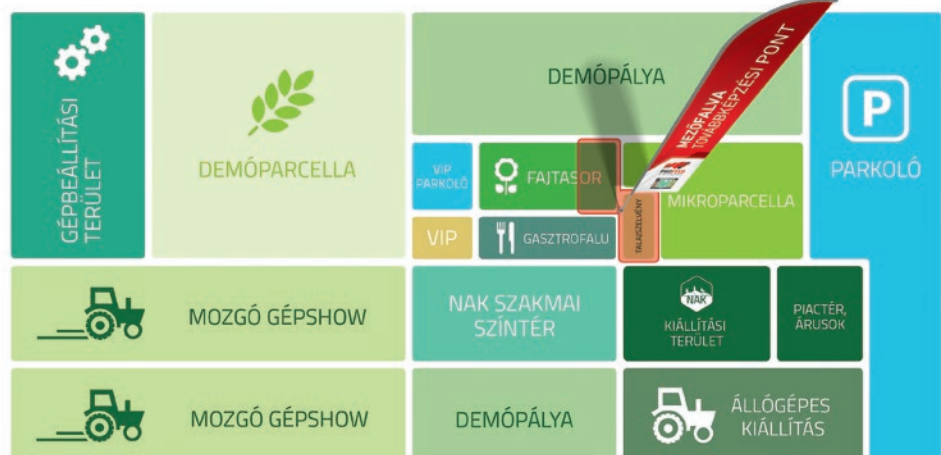 GÉPBEÁLLÍTÁSI
TERÜLET
DEMÓPARCELLA
DEMÓPÁLYA
MEZŐFALVA
TOVÁBBKÉPZÉSI PONT
P
PARKOLÓ
VIP
PARKOLÓ
FAJTASOR
MIKROPARCELLA
TALAJSZELVÉNY
VIP
GASZTROFALU
MOZGÓ GÉPSHOW
NAK SZAKMAI
SZÍNTÉR
NAK
KIÁLLÍTÁSI
TERÜLET
PIACTÉR,
ÁRUSOK
MOZGÓ GÉPSHOW
DEMÓPÁLYA
ÁLLÓGÉPES
KIÁLLÍTÁS